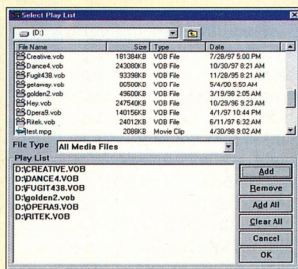 Select Play List
(D:)
File Name Size Type Date
Creative.vob 181384KB VOB File 7/28/97 5:00 PM
Dance4.vob 243080KB VOB File 10/30/97 8:21 AM
Fugit438.vob 93398KB VOB File 11/28/95 8:21 AM
getaway.vob 86500KB VOB File 5/4/00 5:50 AM
golden2.vob 49600KB VOB File 3/19/98 2:05 AM
Hey.vob 247540KB VOB File 10/29/96 9:23 AM
Opera9.vob 140156KB VOB File 4/1/97 10:44 PM
Ritek.vob 24012KB VOB File 6/11/97 6:32 AM
test.mpg 2088KB Movie Clip 4/30/98 9:02 AM
File Type All Media Files
Play List
D:\CREATIVE.VOB
D:\DANCE4.VOB
D:\FUGIT438.VOB
D:\golden2.vob
D:\OPERA9.VOB
D:\RITEK.VOB
Add
Remove
Add All
Clear All
Cancel
OK